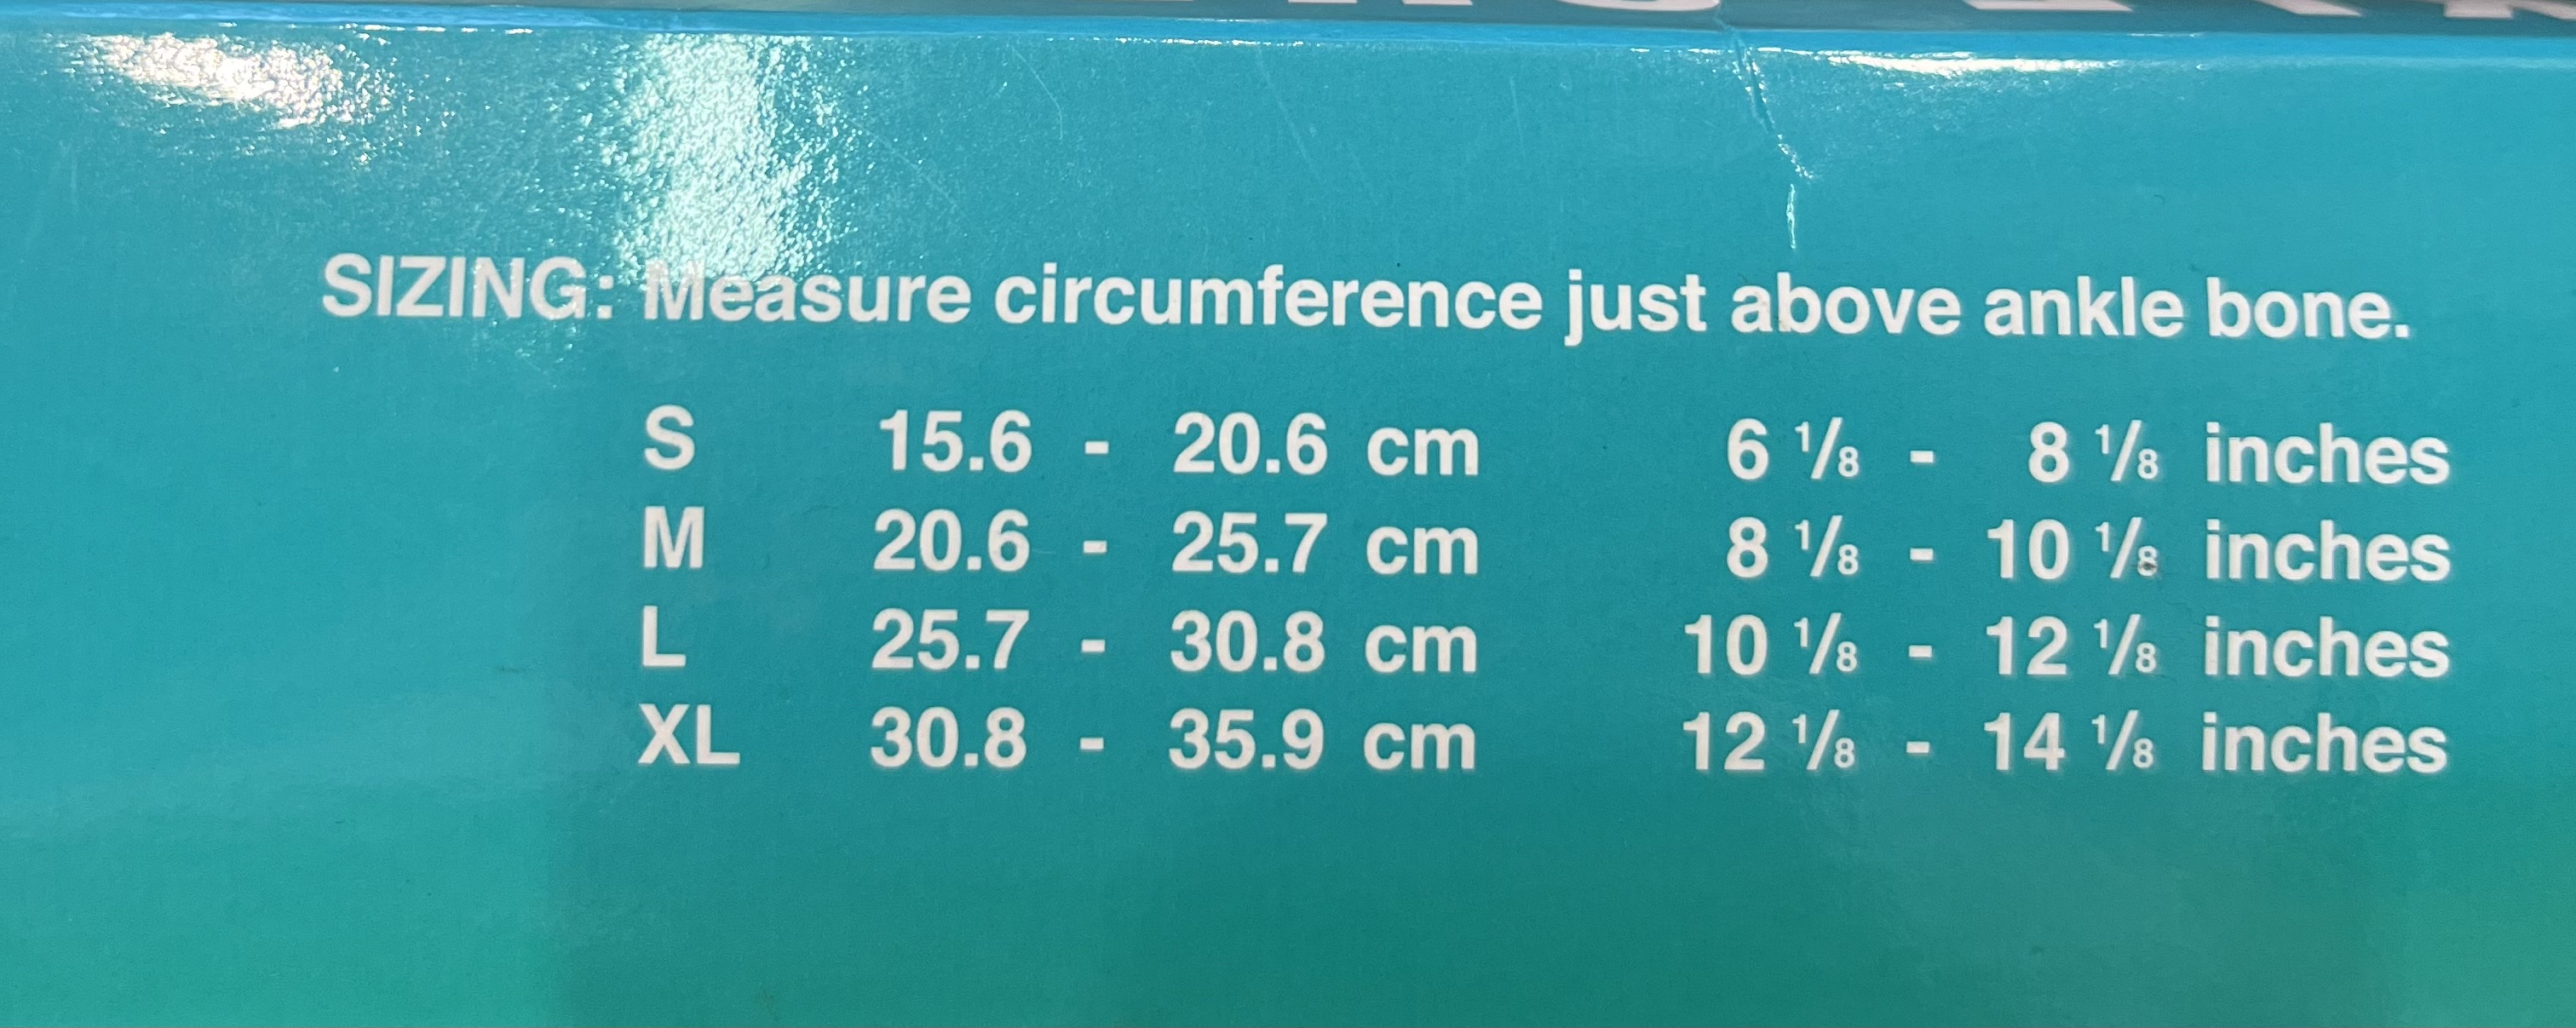 SIZING: Measure circumference just above ankle bone.
S 15.6 - 20.6 cm 6 1/8 - 8 1/8 inches
M 20.6 - 25.7 cm 8 1/8 - 10 1/8 inches
L 25.7 - 30.8 cm 10 1/8 - 12 1/8 inches
XL 30.8 - 35.9 cm 12 1/8 - 14 1/8 inches